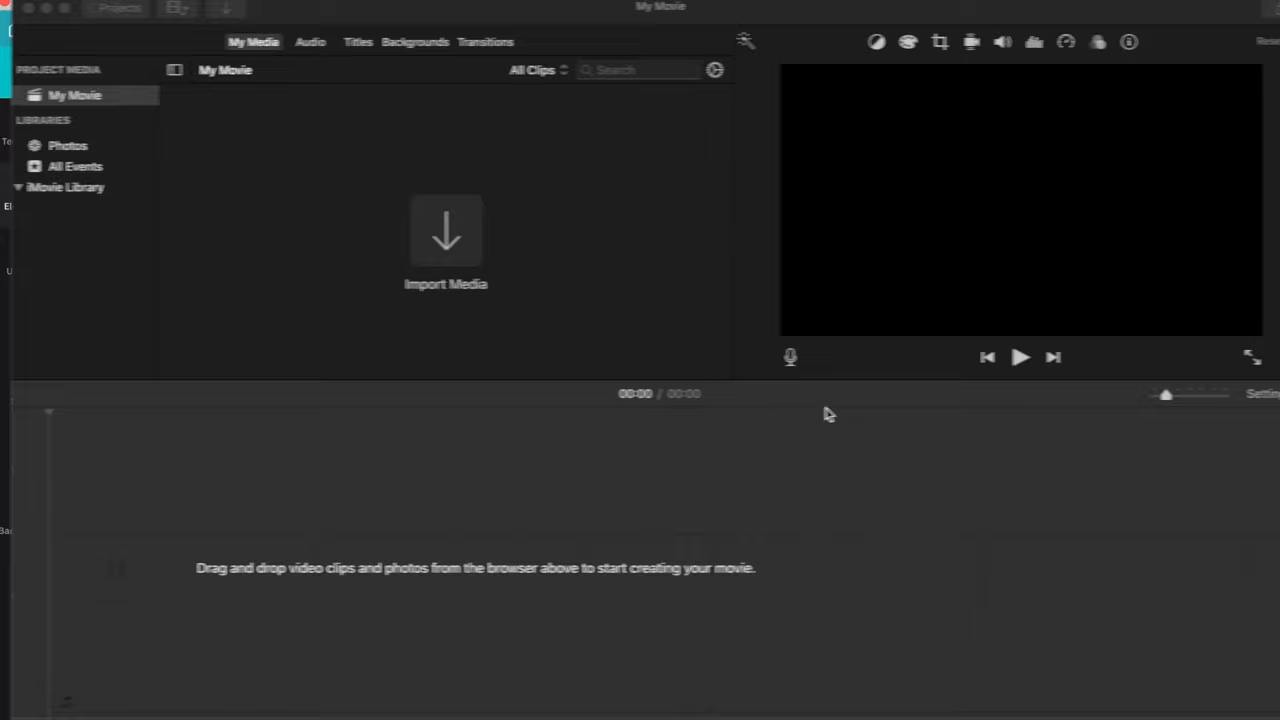 Projects
My Movie
My Media Audio Titles Backgrounds Transitions
PROJECT MEDIA
My Movie All Clips Search
My Movie
LIBRARIES
Photos
All Events
iMovie Library
Import Media
00:00 / 00:00
Drag and drop video clips and photos from the browser above to start creating your movie.